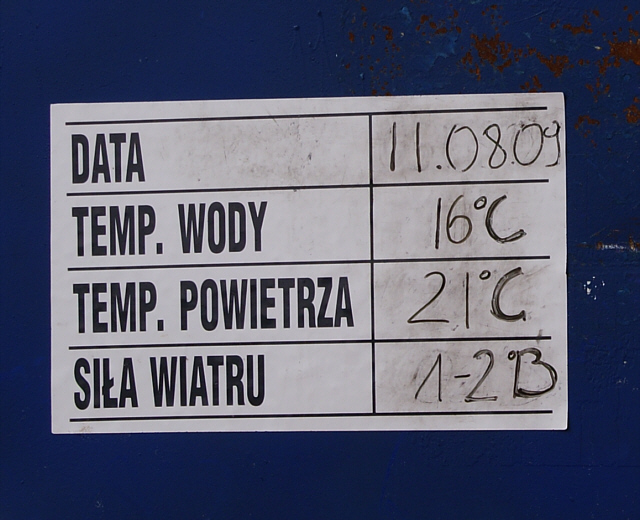 DATA 11.08.09
TEMP. WODY 16°C
TEMP. POWIETRZA 21°C
SIŁA WIATRU 1-2°B